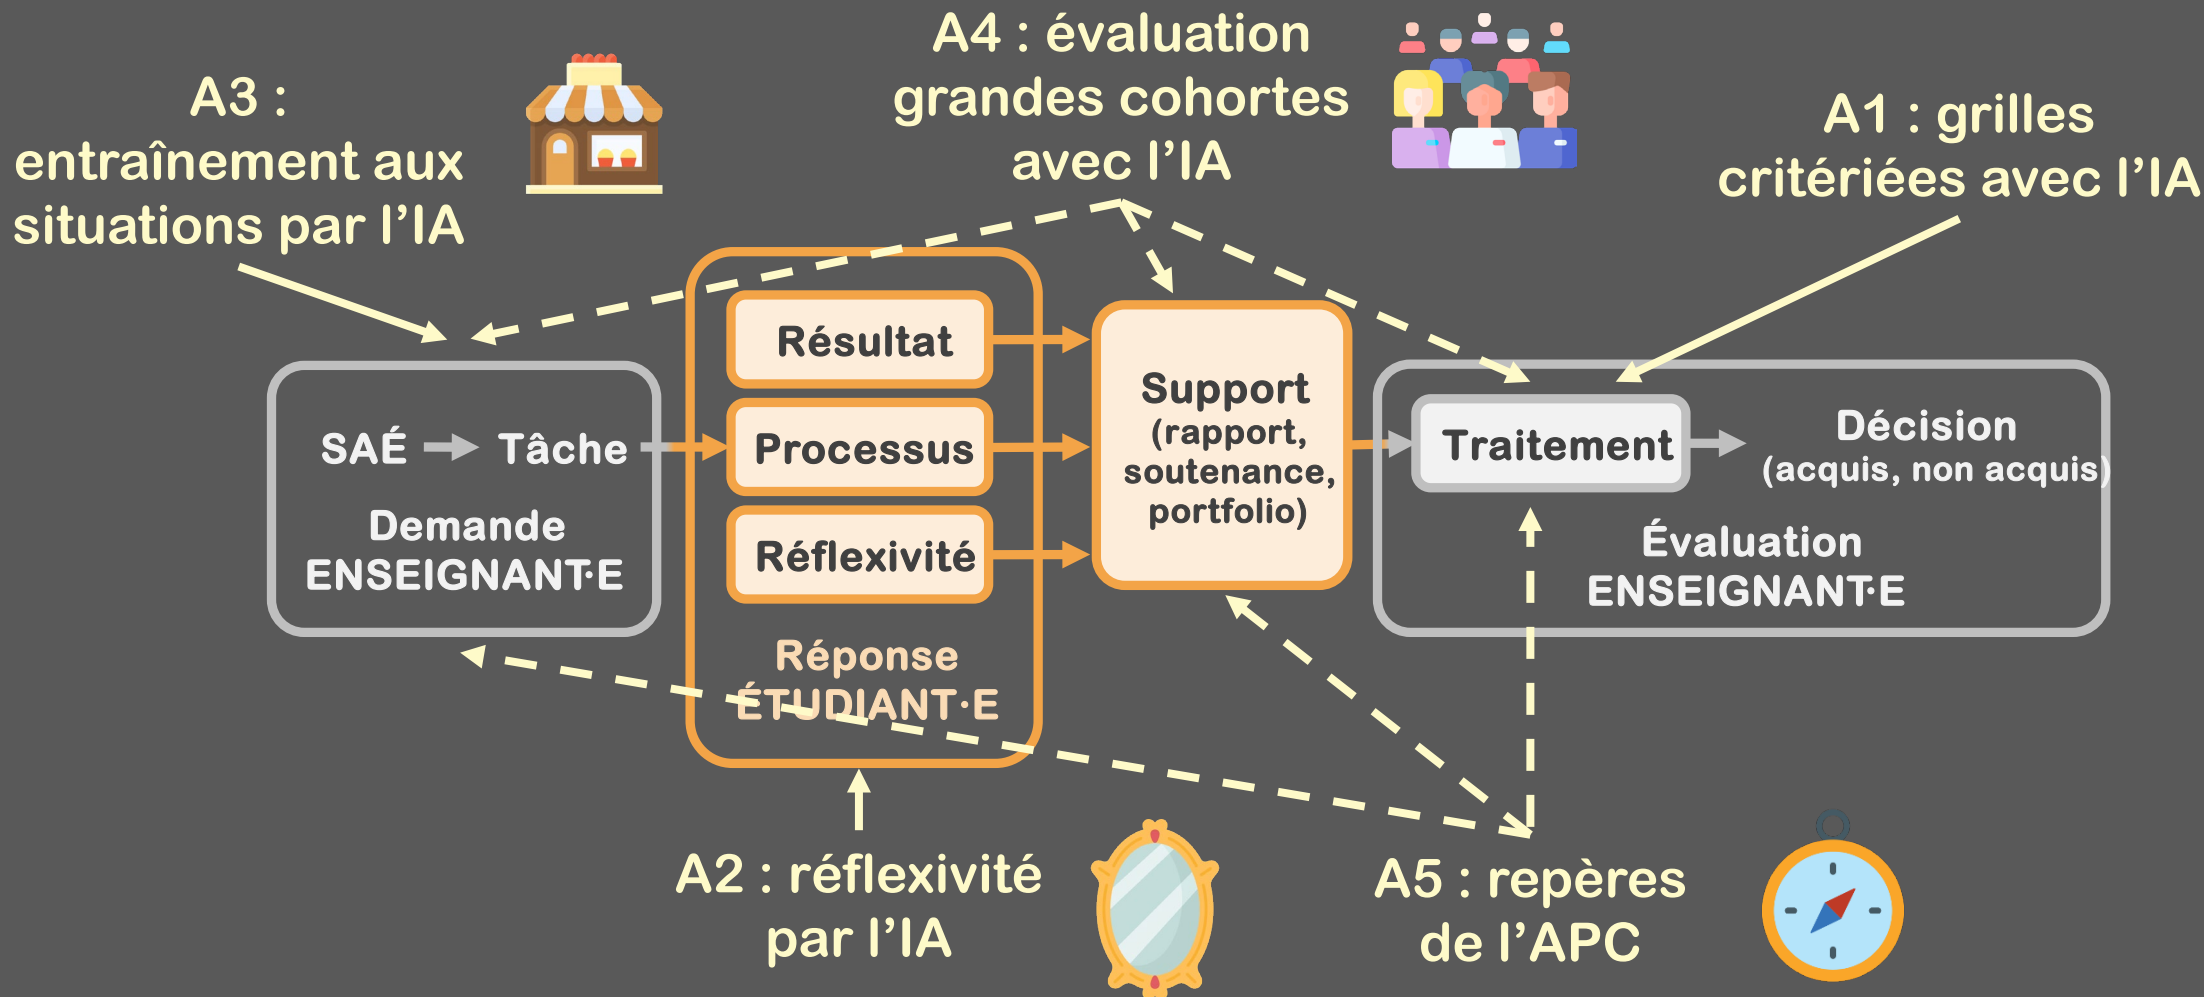 A3 :
entraînement aux
situations par l’IA
A4 : évaluation
grandes cohortes
avec l’IA
A1 : grilles
critériées avec l’IA
SAÉ
Tâche
Demande
ENSEIGNANT·E
Résultat
Processus
Réflexivité
Réponse
ÉTUDIANT·E
Support
(rapport,
soutenance,
portfolio)
Traitement
Décision
(acquis, non acquis)
Évaluation
ENSEIGNANT·E
A2 : réflexivité
par l’IA
A5 : repères
de l’APC